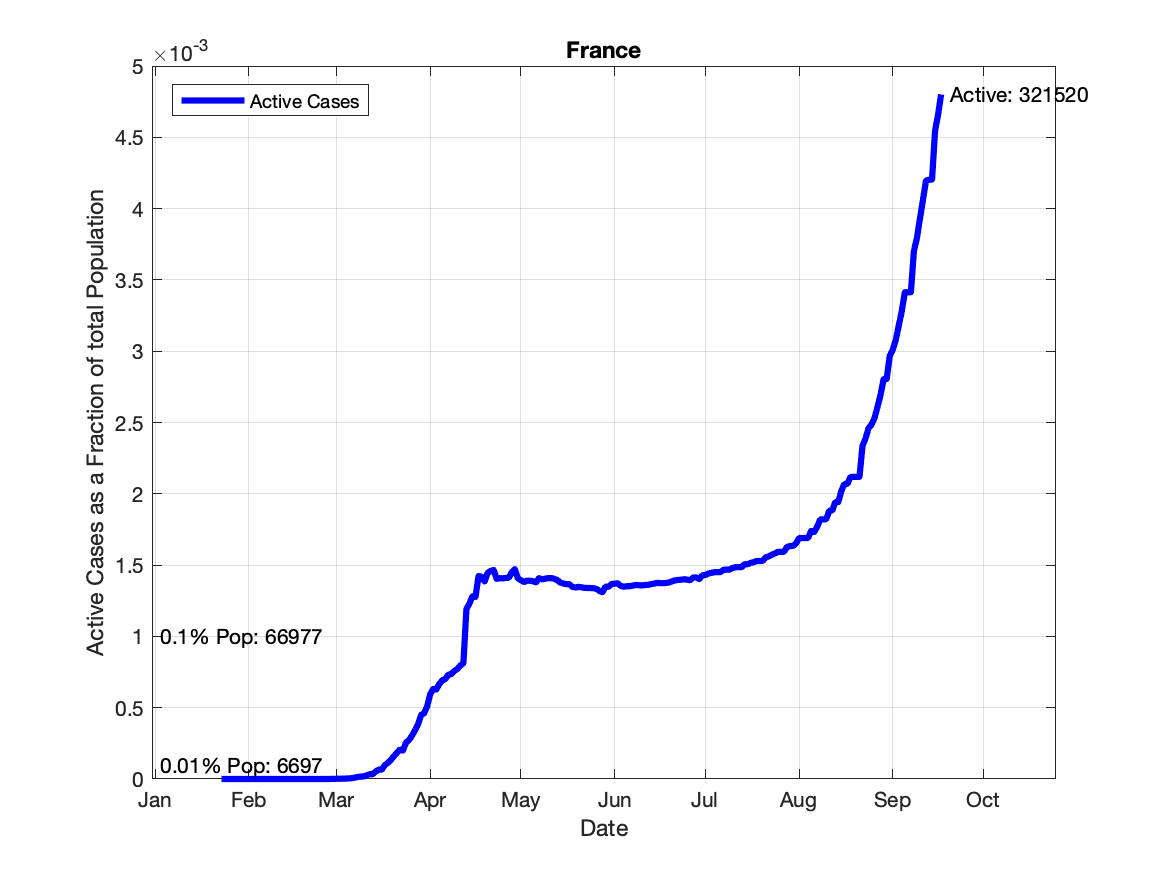 France
×10-3
5
4.5
4
3.5
3
2.5
2
1.5
1
0.5
0
Active Cases as a Fraction of total Population
Active Cases
Active: 321520
0.1% Pop: 66977
0.01% Pop: 6697
Jan Feb Mar Apr May Jun Jul Aug Sep Oct
Date